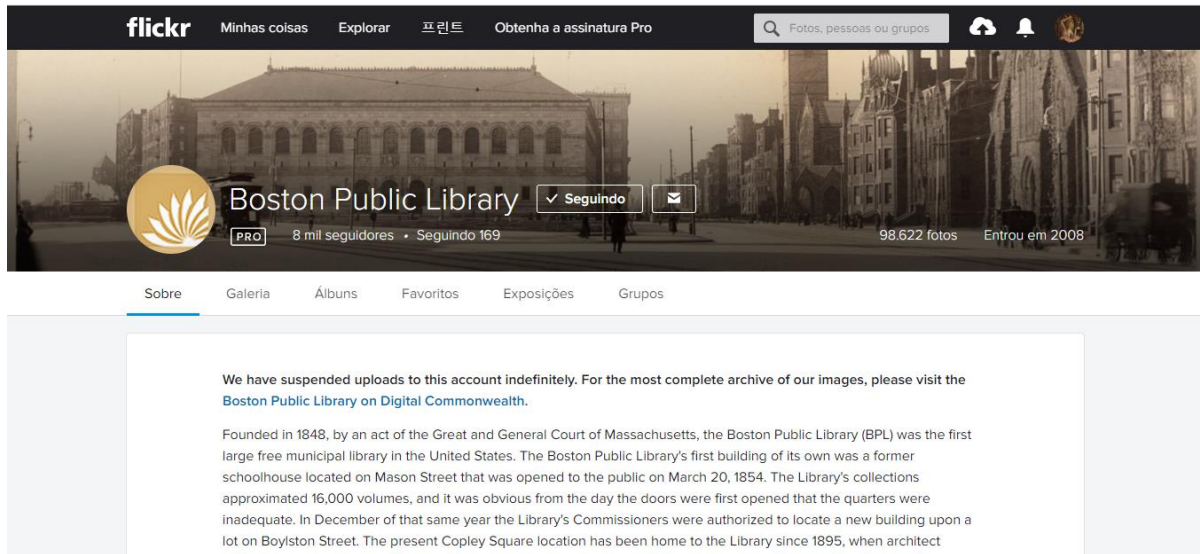 flickr Minhas coisas Explorar 프린트 Obtenha a assinatura Pro Fotos, pessoas ou grupos
Boston Public Library ✓ Seguindo
PRO 8 mil seguidores • Seguindo 169 98.622 fotos Entrou em 2008
Sobre Galeria Álbuns Favoritos Exposições Grupos
We have suspended uploads to this account indefinitely. For the most complete archive of our images, please visit the
Boston Public Library on Digital Commonwealth.
Founded in 1848, by an act of the Great and General Court of Massachusetts, the Boston Public Library (BPL) was the first
large free municipal library in the United States. The Boston Public Library's first building of its own was a former
schoolhouse located on Mason Street that was opened to the public on March 20, 1854. The Library's collections
approximated 16,000 volumes, and it was obvious from the day the doors were first opened that the quarters were
inadequate. In December of that same year the Library's Commissioners were authorized to locate a new building upon a
lot on Boylston Street. The present Copley Square location has been home to the Library since 1895, when architect